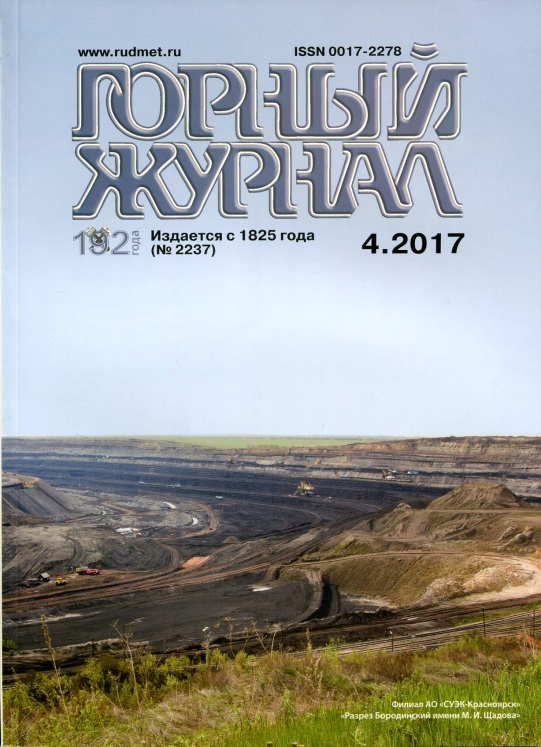 www.rudmet.ru
ISSN 0017-2278
ГОРНЫЙ
ЖУРНАЛ
192 года
Издается с 1825 года
(№ 2237)
4.2017
Филиал АО «СУЭК-Красноярск»
«Разрез Бородинский имени М. И. Щадова»